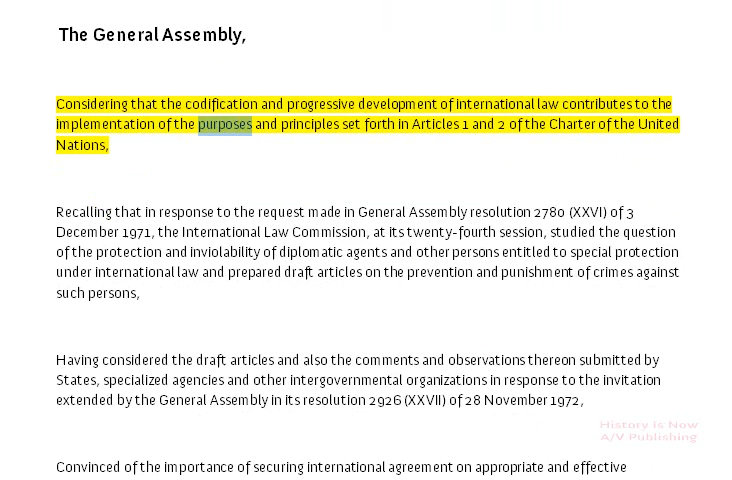 The General Assembly,
Considering that the codification and progressive development of international law contributes to the
implementation of the purposes and principles set forth in Articles 1 and 2 of the Charter of the United
Nations,
Recalling that in response to the request made in General Assembly resolution 2780 (XXVI) of 3
December 1971, the International Law Commission, at its twenty-fourth session, studied the question
of the protection and inviolability of diplomatic agents and other persons entitled to special protection
under international law and prepared draft articles on the prevention and punishment of crimes against
such persons,
Having considered the draft articles and also the comments and observations thereon submitted by
States, specialized agencies and other intergovernmental organizations in response to the invitation
extended by the General Assembly in its resolution 2926 (XXVII) of 28 November 1972,
History is Now
A/V Publishing
Convinced of the importance of securing international agreement on appropriate and effective